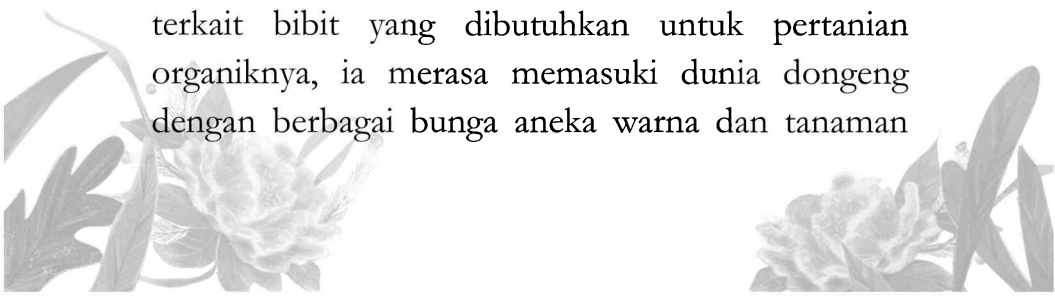 terkait bibit yang dibutuhkan untuk pertanian
organiknya, ia merasa memasuki dunia dongeng
dengan berbagai bunga aneka warna dan tanaman